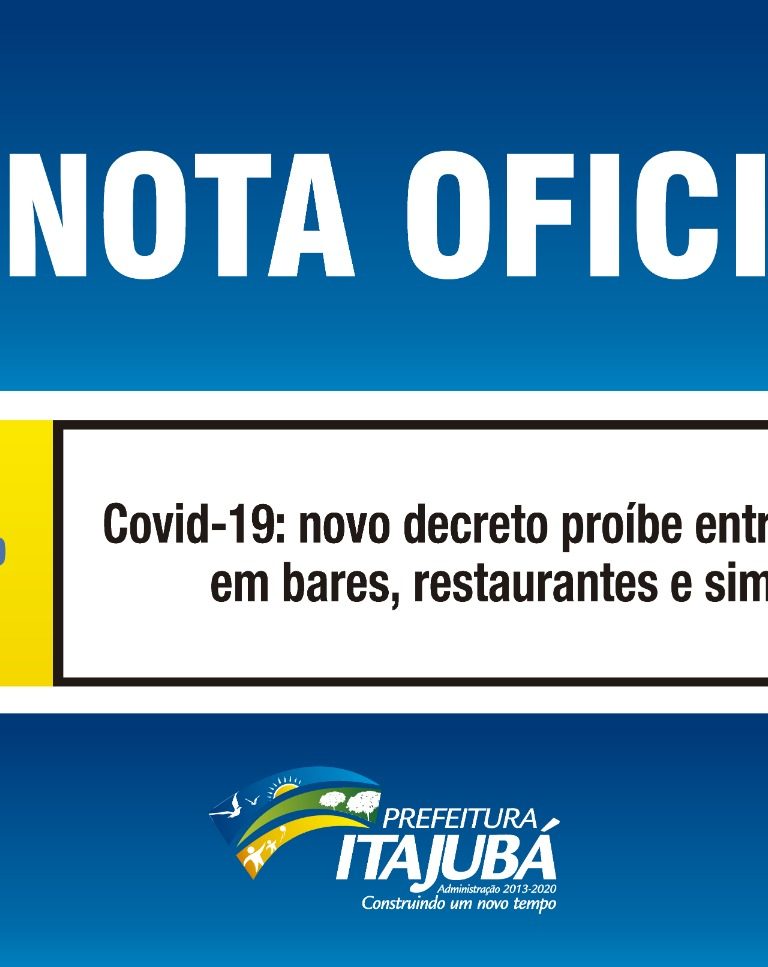 NOTA OFICI
Covid-19: novo decreto proíbe entr
em bares, restaurantes e sim
PREFEITURA
ITAJUBÁ
Administração 2013-2020
Construindo um novo tempo